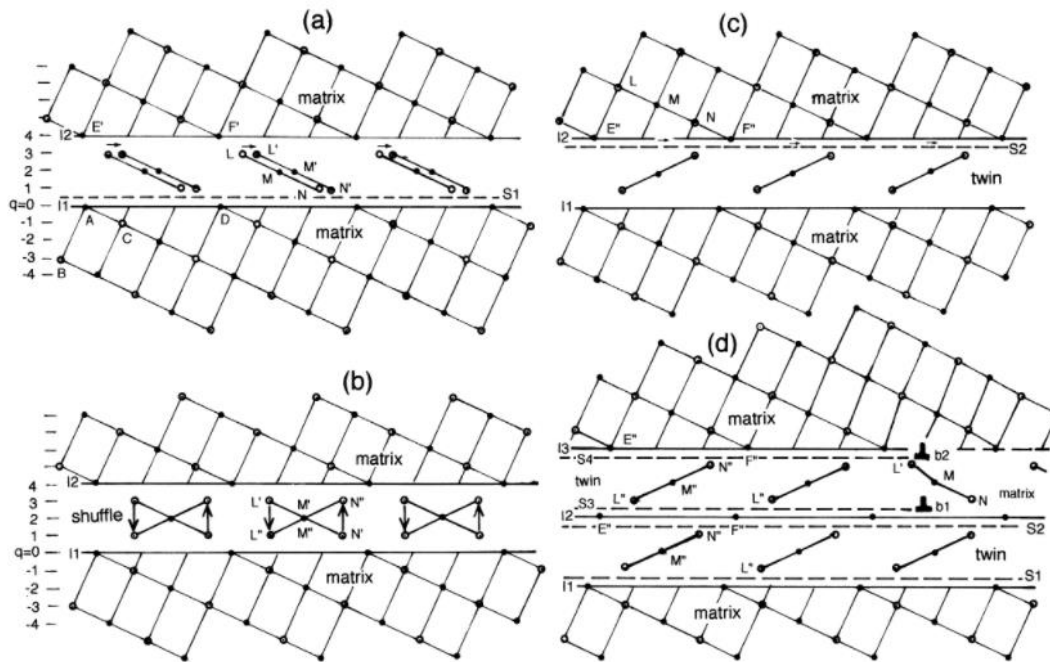 (a)
matrix
I2 E' F'
4
3 L L'
2 M M'
1 N N' S1
q=0 I1
-1 A C D
-2 matrix
-3
-4 B
(b)
matrix
4 I2
3 L' M' N''
2 shuffle
1 L'' M'' N'
q=0 I1
-1 matrix
-2
-3
-4
(c)
L
M matrix
N
I2 E'' F''
S2
twin
I1
matrix
(d)
matrix
I3 E''
S4 F'' b2
twin N'' L' M
L'' M'' L'' N matrix
S3 b1
I2 E'' F'' S2
N'' twin
M'' L''
S1
I1
matrix